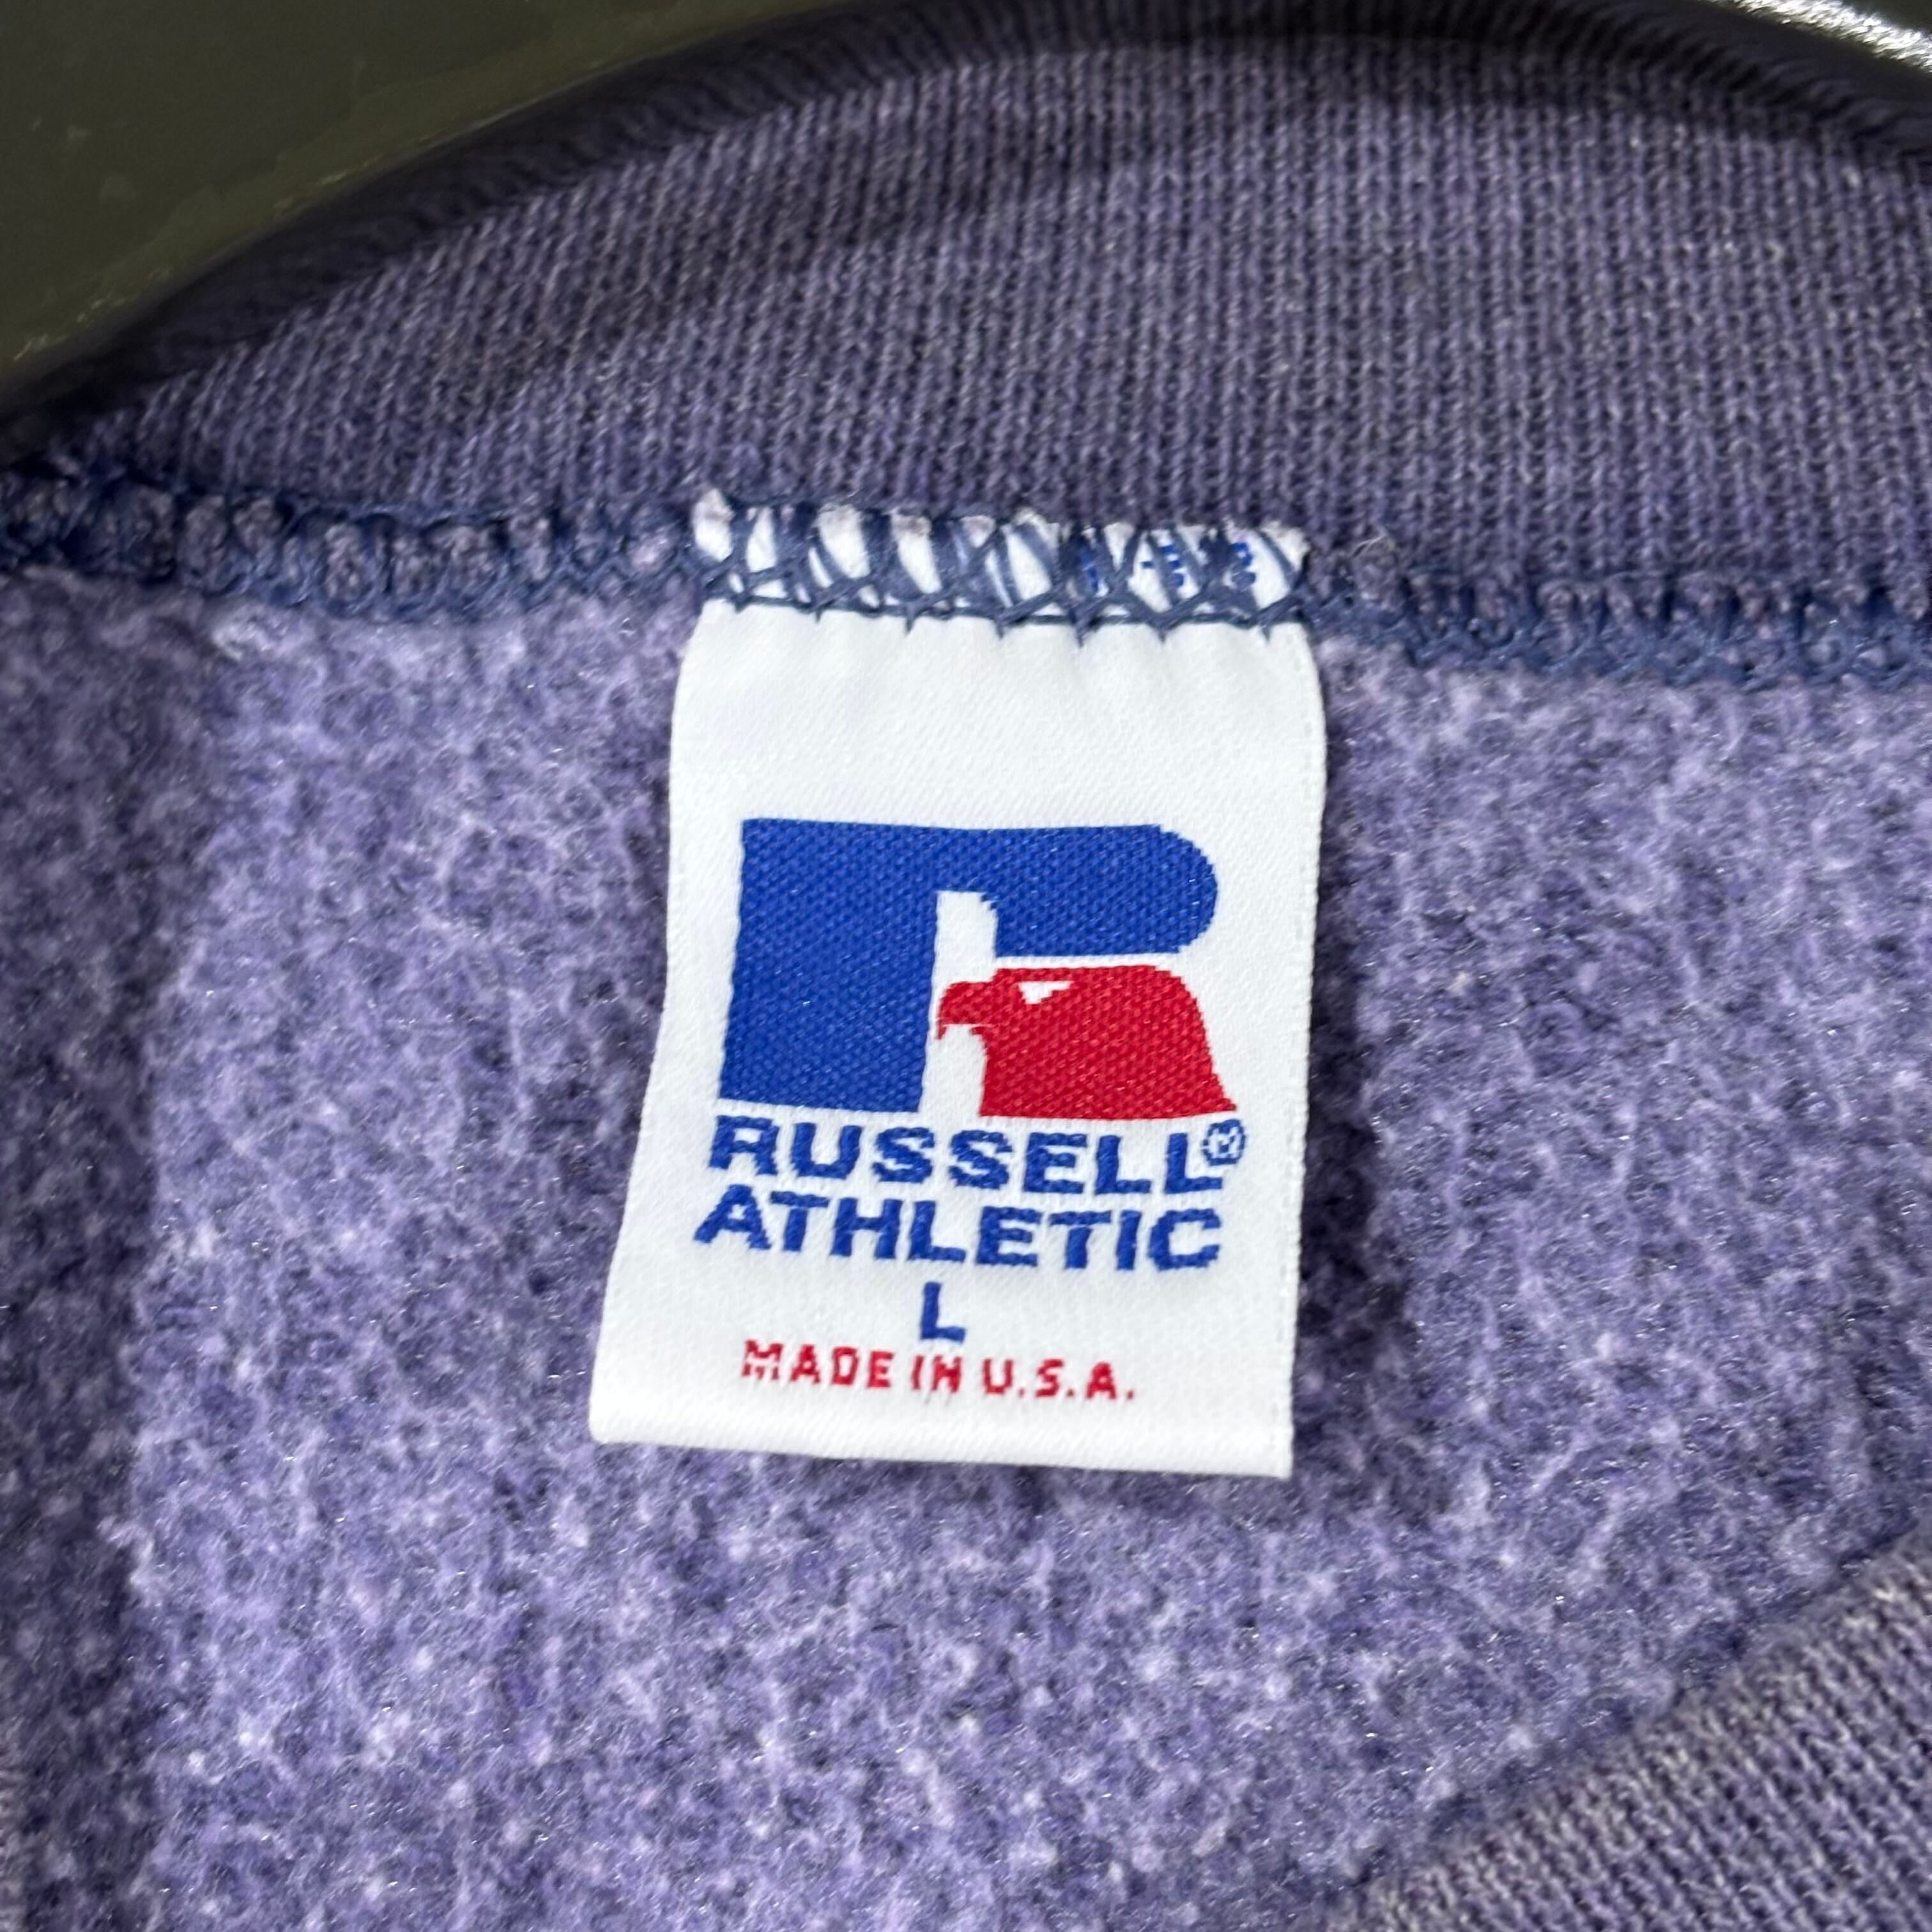 RUSSELL®
ATHLETIC
L
MADE IN U.S.A.